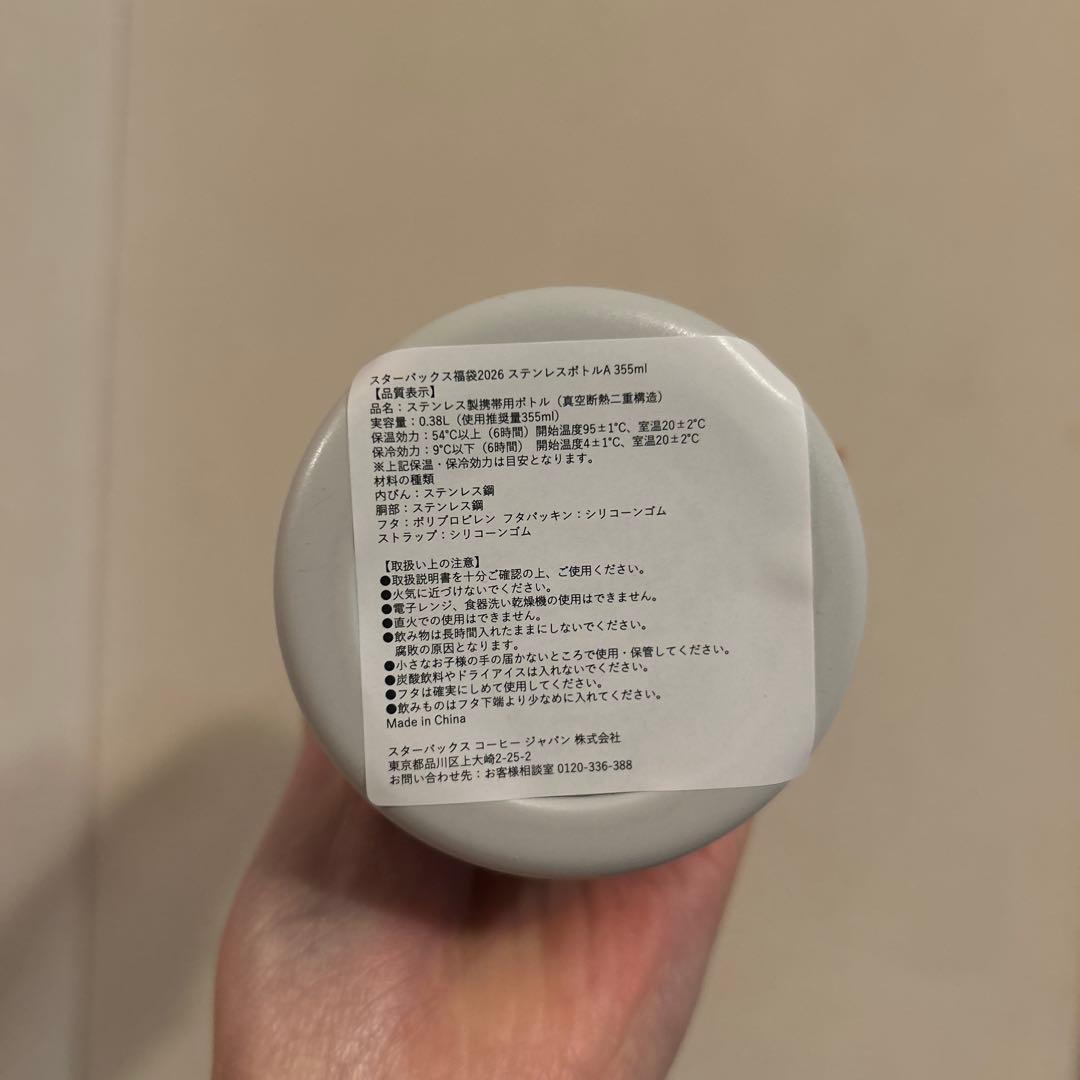 スターバックス福袋2026 ステンレスボトルA 355ml
【品質表示】
品名：ステンレス製携帯用ボトル（真空断熱二重構造）
実容量：0.38L（使用推奨量355ml）
保温効力：54°C以上（6時間）開始温度95±1°C、室温20±2°C
保冷効力：9°C以下（6時間） 開始温度4±1°C、室温20±2°C
※上記保温・保冷効力は目安となります。
材料の種類
内びん：ステンレス鋼
胴部：ステンレス鋼
フタ：ポリプロピレン フタパッキン：シリコーンゴム
ストラップ：シリコーンゴム
【取扱い上の注意】
●取扱説明書を十分ご確認の上、ご使用ください。
●火気に近づけないでください。
●電子レンジ、食器洗い乾燥機の使用はできません。
●直火での使用はできません。
●飲み物は長時間入れたままにしないでください。
腐敗の原因となります。
●小さなお子様の手の届かないところで使用・保管してください。
●炭酸飲料やドライアイスは入れないでください。
●フタは確実にしめて使用してください。
●飲みものはフタ下端より少なめに入れてください。
Made in China
スターバックス コーヒー ジャパン 株式会社
東京都品川区上大崎2-25-2
お問い合わせ先：お客様相談室 0120-336-388